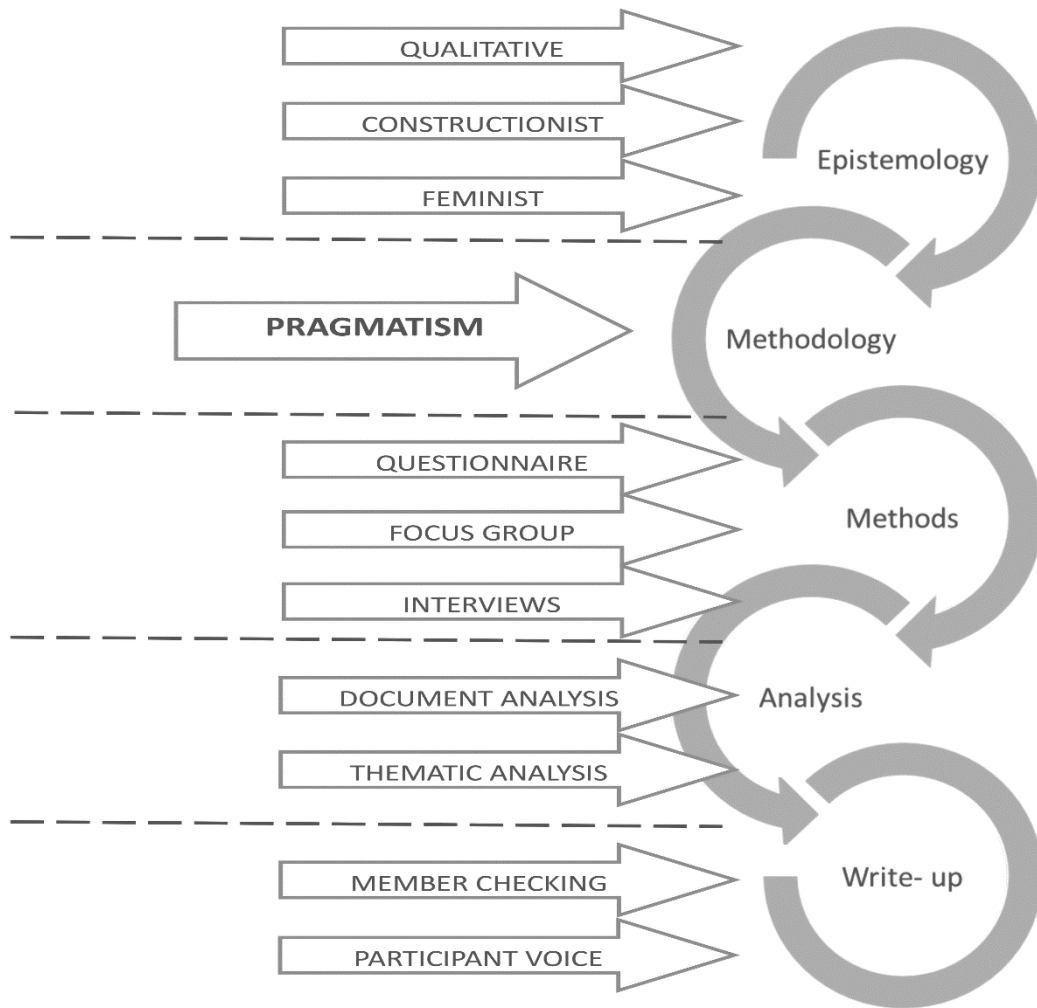 QUALITATIVE
CONSTRUCTIONIST
FEMINIST
Epistemology
PRAGMATISM
Methodology
QUESTIONNAIRE
FOCUS GROUP
INTERVIEWS
Methods
DOCUMENT ANALYSIS
THEMATIC ANALYSIS
Analysis
MEMBER CHECKING
PARTICIPANT VOICE
Write- up